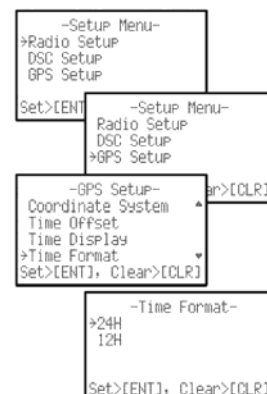 -Setup Menu-
→Radio Setup
DSC Setup
GPS Setup
Set>[ENT
-Setup Menu-
Radio Setup
DSC Setup
→GPS Setup
ar>[CLR]
-GPS Setup-
Coordinate System ▲
Time Offset
Time Display
→Time Format ▼
Set>[ENT], Clear>[CLR]
-Time Format-
→24H
12H
Set>[ENT], Clear>[CLR]